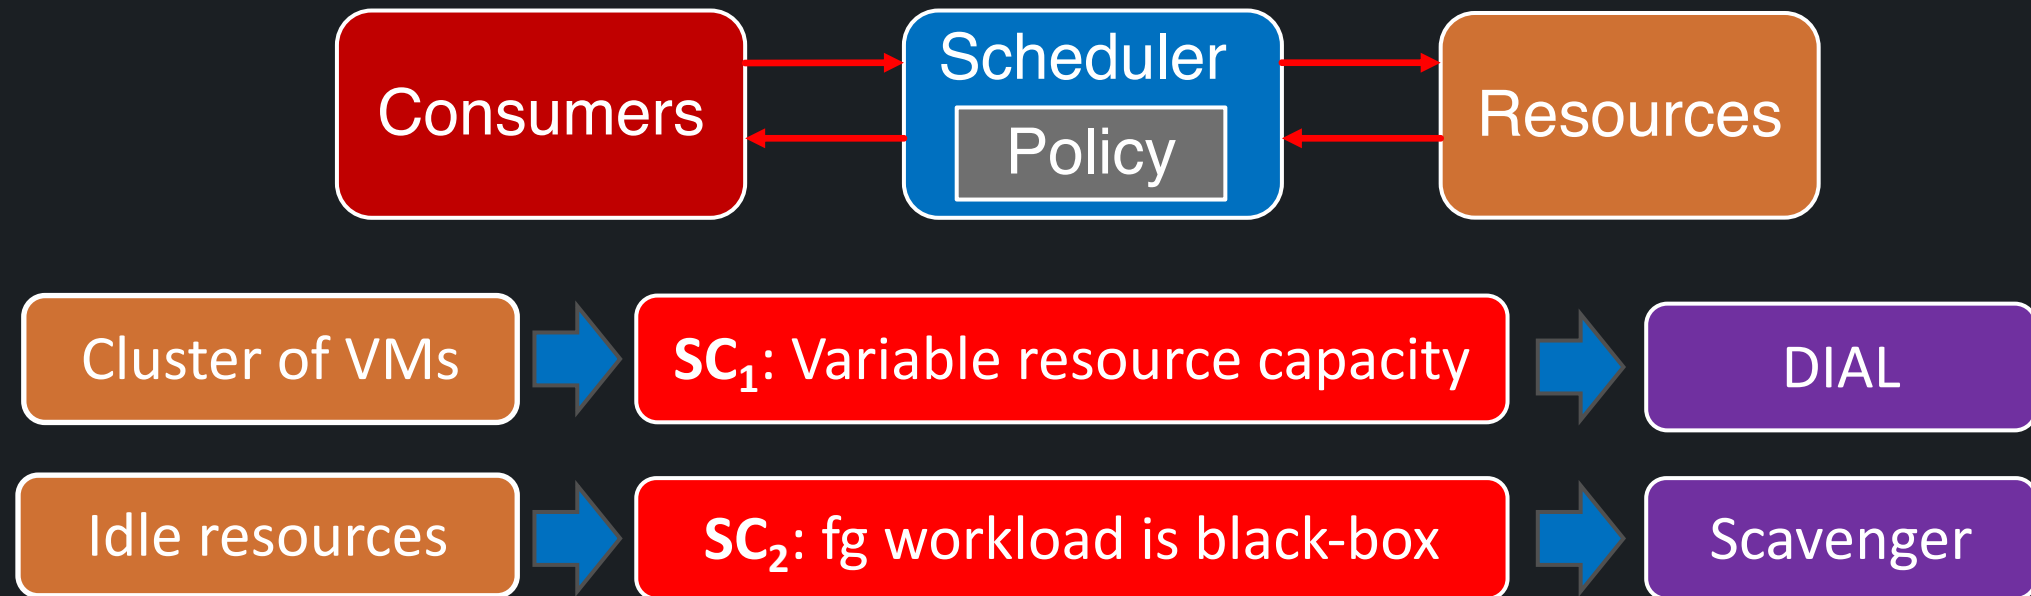 Consumers
Scheduler
Policy
Resources
Cluster of VMs
SC₁: Variable resource capacity
DIAL
Idle resources
SC₂: fg workload is black-box
Scavenger